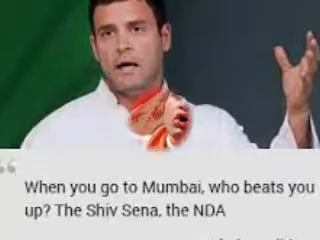 “
When you go to Mumbai, who beats you
up? The Shiv Sena, the NDA